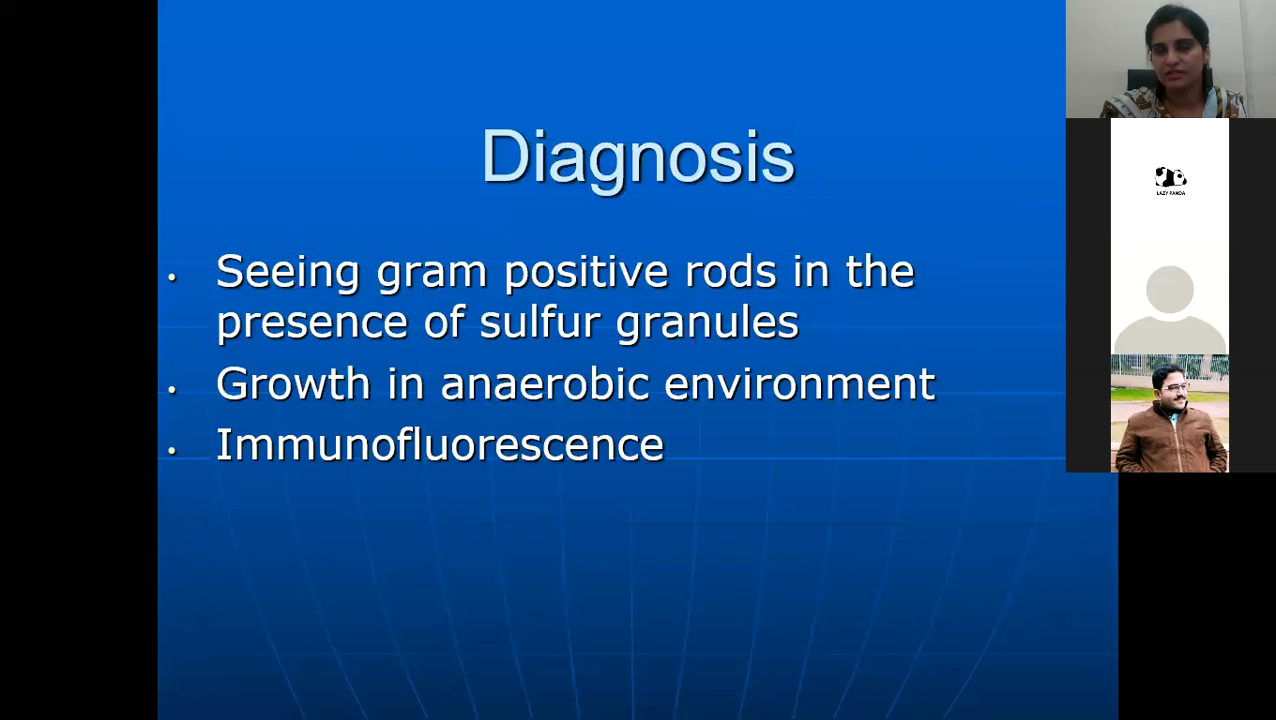 Diagnosis
• Seeing gram positive rods in the
presence of sulfur granules
• Growth in anaerobic environment
• Immunofluorescence
LAZY PANDA